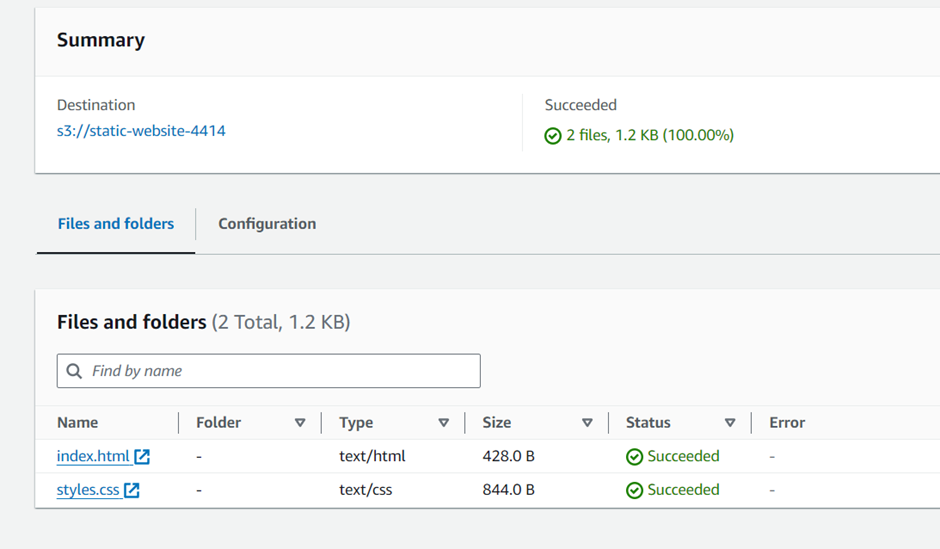 Summary
Destination
s3://static-website-4414
Succeeded
2 files, 1.2 KB (100.00%)
Files and folders
Configuration
Files and folders (2 Total, 1.2 KB)
Find by name
Name Folder Type Size Status Error
index.html - text/html 428.0 B Succeeded -
styles.css - text/css 844.0 B Succeeded -